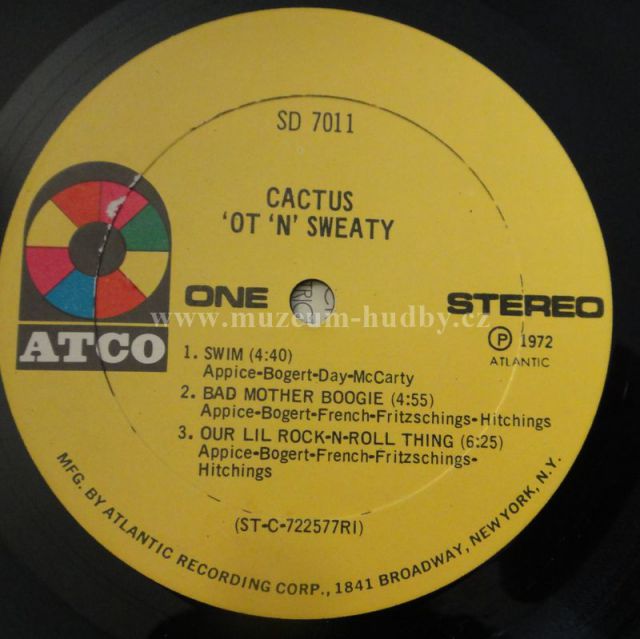 SD 7011
CACTUS
'OT 'N' SWEATY
ATCO
ONE
STEREO
www.muzeum-hudby.cz
Ⓟ 1972
ATLANTIC
1. SWIM (4:40)
Appice-Bogert-Day-McCarty
2. BAD MOTHER BOOGIE (4:55)
Appice-Bogert-French-Fritzschings-Hitchings
3. OUR LIL ROCK-N-ROLL THING (6:25)
Appice-Bogert-French-Fritzschings-
Hitchings
(ST-C-722577RI)
MFG. BY ATLANTIC RECORDING CORP., 1841 BROADWAY, NEW YORK, N.Y.